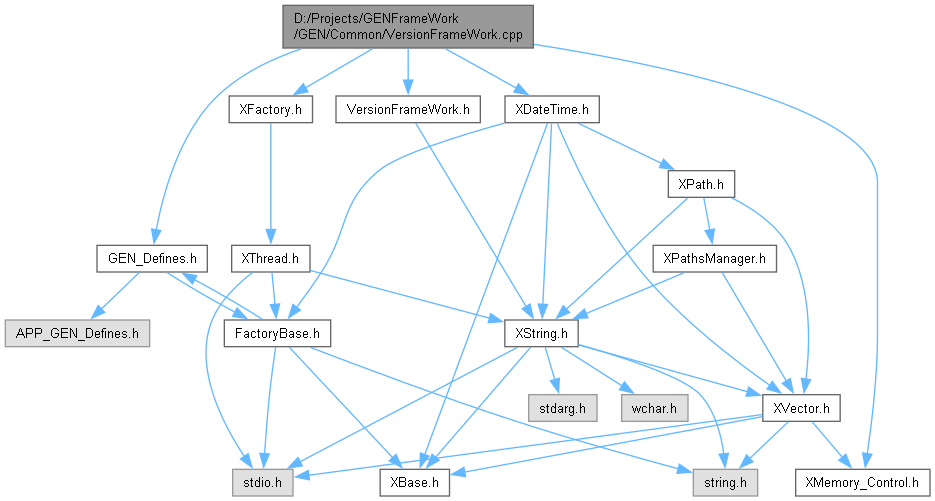 D:/Projects/GENFrameWork
/GEN/Common/VersionFrameWork.cpp
XFactory.h
VersionFrameWork.h
XDateTime.h
XPath.h
GEN_Defines.h
XThread.h
XPathsManager.h
APP_GEN_Defines.h
FactoryBase.h
XString.h
stdarg.h
wchar.h
XVector.h
stdio.h
XBase.h
string.h
XMemory_Control.h